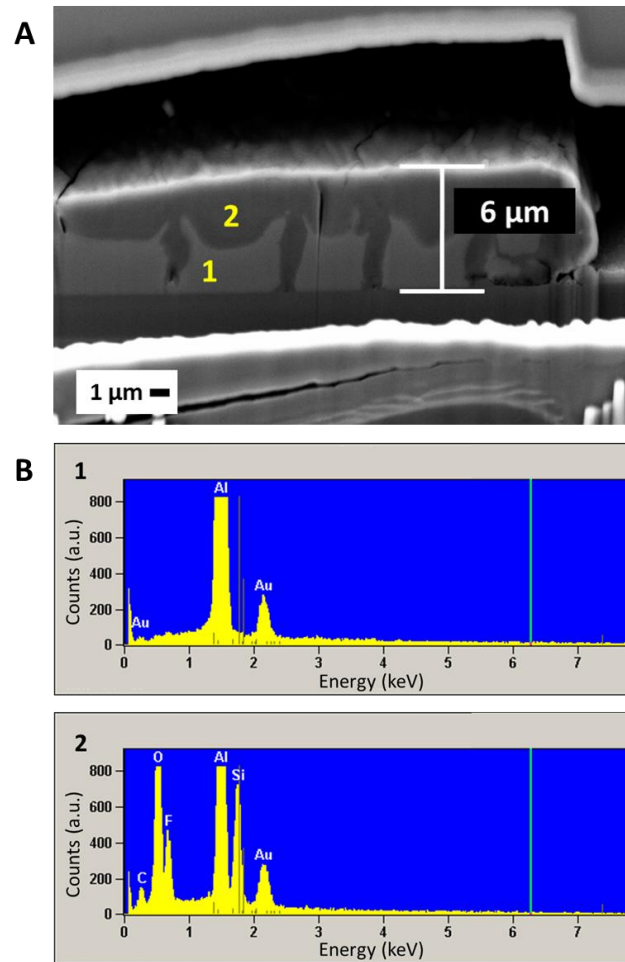 A
2
1
6 µm
1 µm
B
1
Counts (a.u.)
800
600
400
200
0
Au
Al
Au
0 1 2 3 4 5 6 7
Energy (keV)
2
Counts (a.u.)
800
600
400
200
0
C
O
F
Al
Si
Au
0 1 2 3 4 5 6 7
Energy (keV)